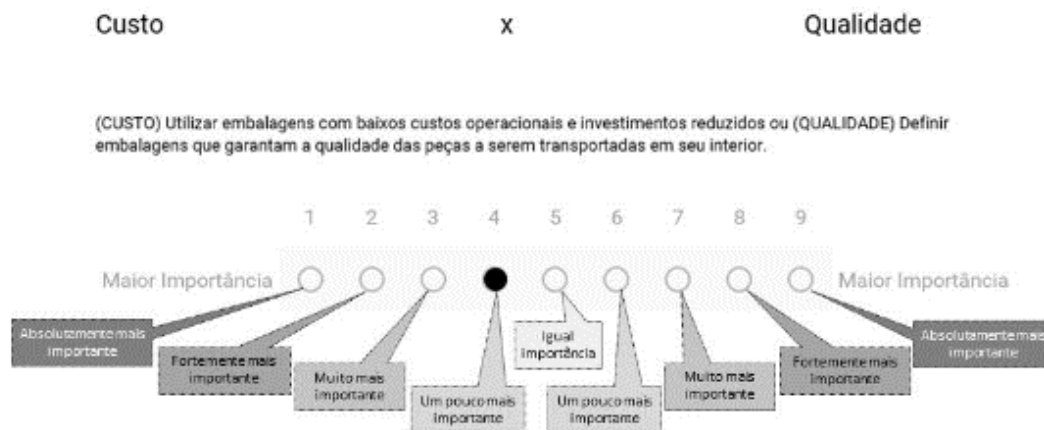 Custo x Qualidade
(CUSTO) Utilizar embalagens com baixos custos operacionais e investimentos reduzidos ou (QUALIDADE) Definir
embalagens que garantam a qualidade das peças a serem transportadas em seu interior.
1 2 3 4 5 6 7 8 9
Maior Importância Maior Importância
Absolutamente mais
importante
Fortemente mais
importante
Muito mais
importante
Um pouco mais
importante
Igual
importância
Um pouco mais
importante
Muito mais
importante
Fortemente mais
importante
Absolutamente mais
importante